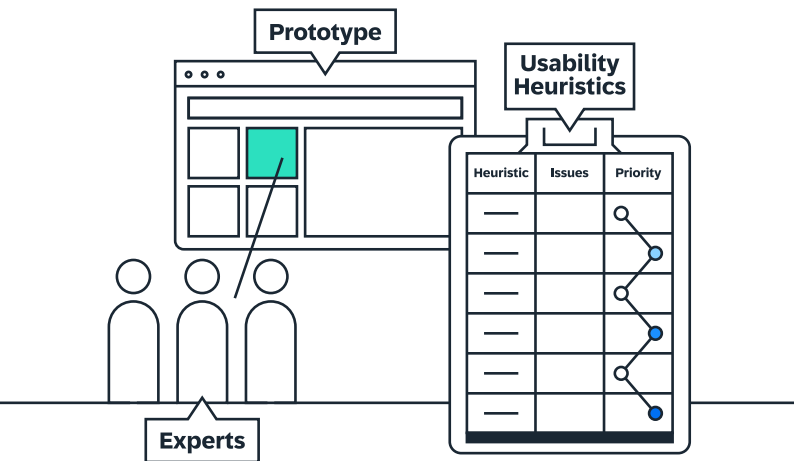 Prototype
Usability
Heuristics
Heuristic Issues Priority
Experts